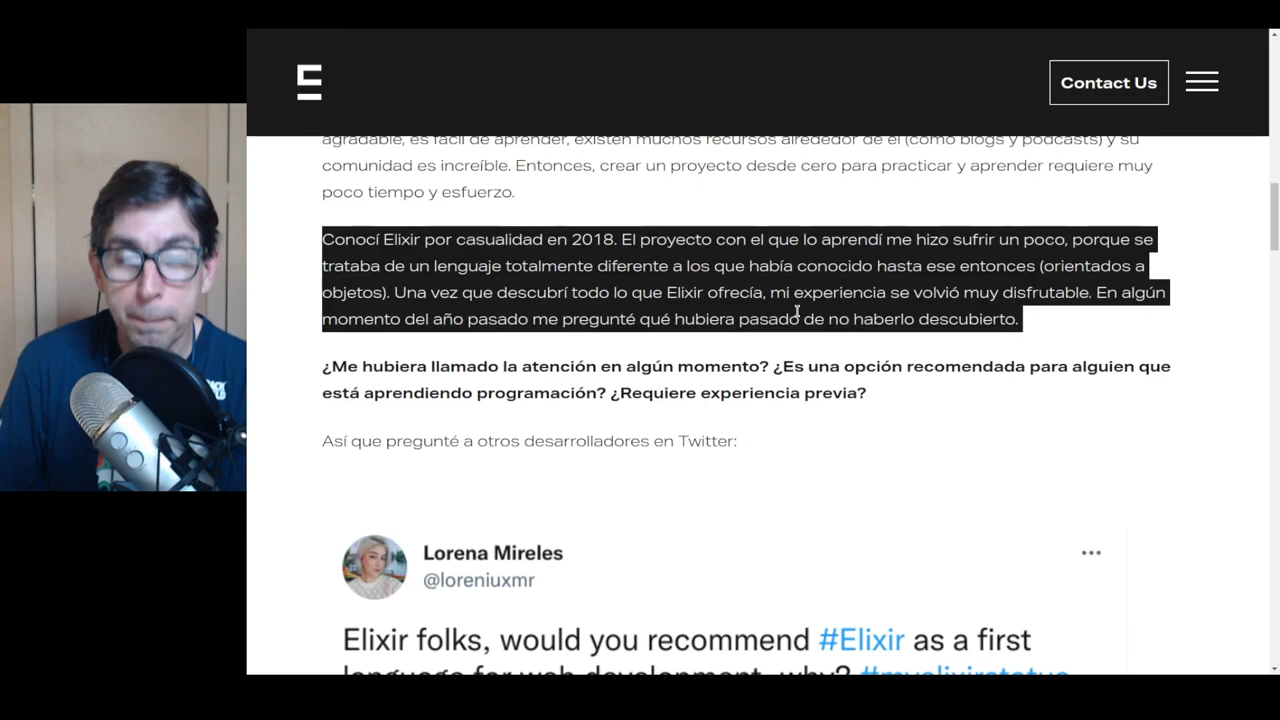 Contact Us
agradable, es fácil de aprender, existen muchos recursos alrededor de él (como blogs y podcasts) y su
comunidad es increíble. Entonces, crear un proyecto desde cero para practicar y aprender requiere muy
poco tiempo y esfuerzo.
Conocí Elixir por casualidad en 2018. El proyecto con el que lo aprendí me hizo sufrir un poco, porque se
trataba de un lenguaje totalmente diferente a los que había conocido hasta ese entonces (orientados a
objetos). Una vez que descubrí todo lo que Elixir ofrecía, mi experiencia se volvió muy disfrutable. En algún
momento del año pasado me pregunté qué hubiera pasado de no haberlo descubierto.
¿Me hubiera llamado la atención en algún momento? ¿Es una opción recomendada para alguien que
está aprendiendo programación? ¿Requiere experiencia previa?
Así que pregunté a otros desarrolladores en Twitter:
Lorena Mireles
@loreniuxmr
Elixir folks, would you recommend #Elixir as a first
language for web development, why? #myelixirstatus